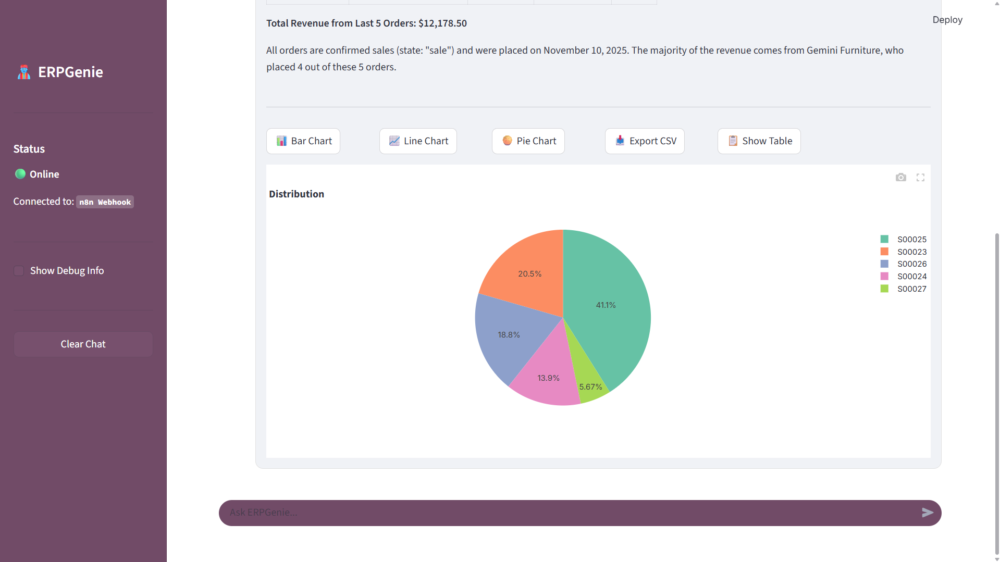 ERPGenie
Status
Online
Connected to: n8n Webhook
Show Debug Info
Clear Chat
Deploy
Total Revenue from Last 5 Orders: $12,178.50
All orders are confirmed sales (state: "sale") and were placed on November 10, 2025. The majority of the revenue comes from Gemini Furniture, who
placed 4 out of these 5 orders.
Bar Chart
Line Chart
Pie Chart
Export CSV
Show Table
Distribution
41.1%
20.5%
18.8%
13.9%
5.67%
S00025
S00023
S00026
S00024
S00027
Ask ERPGenie...